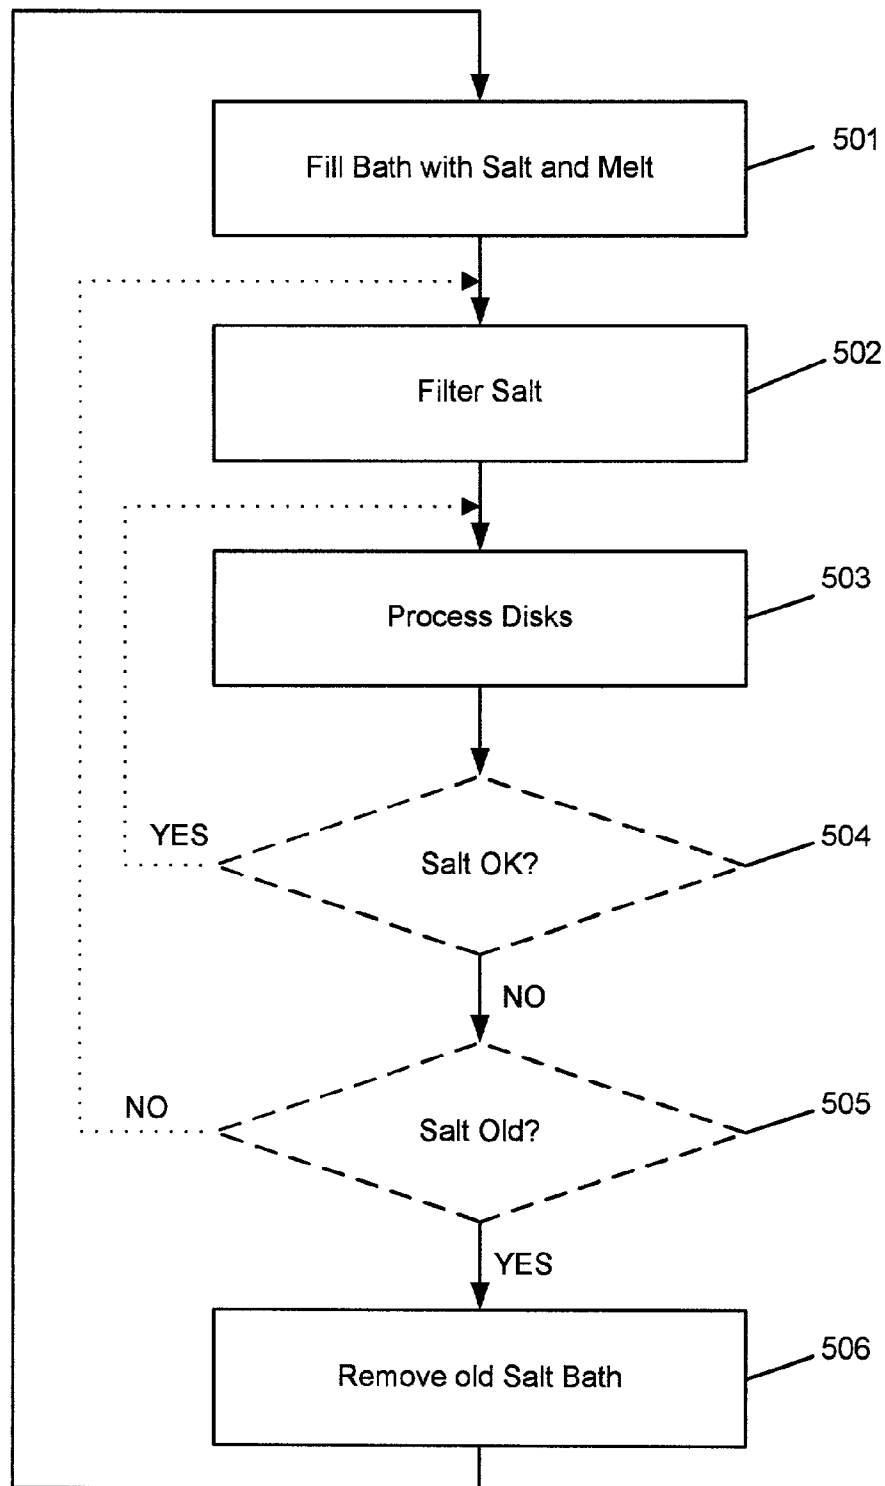 501
Fill Bath with Salt and Melt
502
Filter Salt
503
Process Disks
YES
504
Salt OK?
NO
NO
505
Salt Old?
YES
506
Remove old Salt Bath